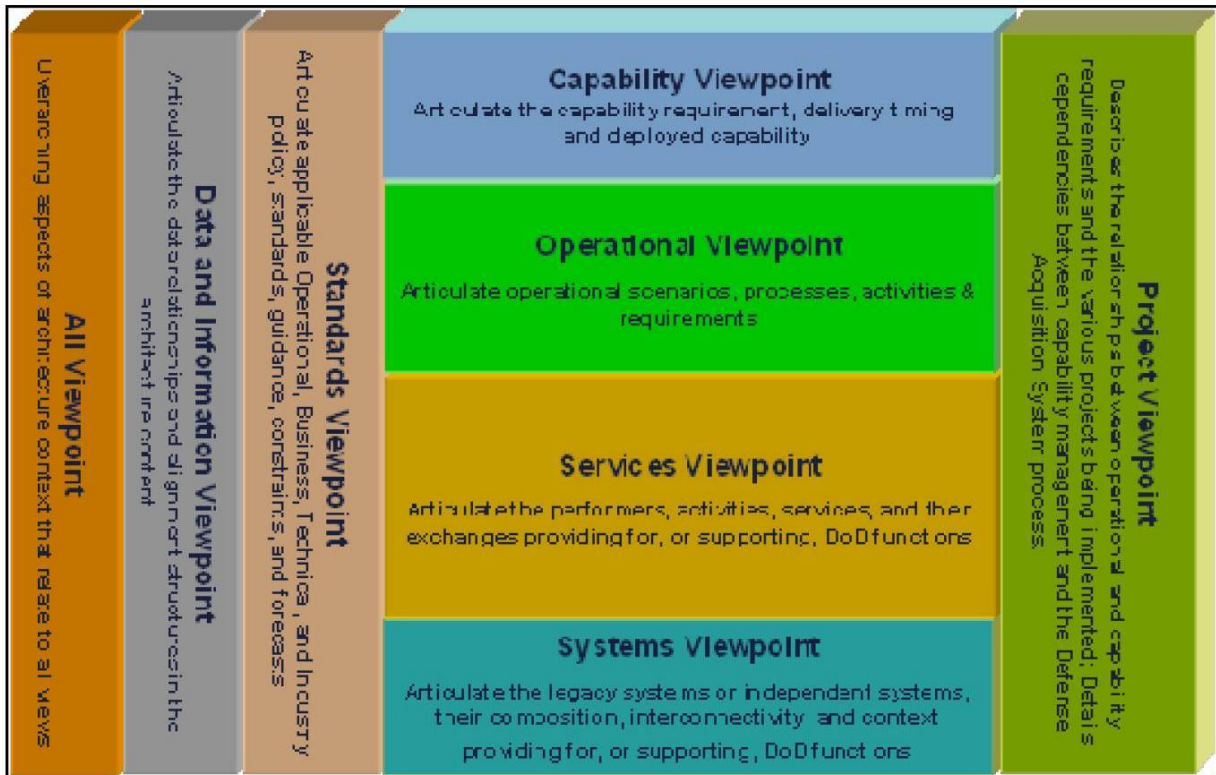 All Viewpoint
Overarching aspects of architecture context that relate to all views
Data and Information Viewpoint
Articulate the data relationships and alignment structures in the
architecture content
Standards Viewpoint
Articulate applicable Operational, Business, Technical, and Industry
policy, standards, guidance, constraints, and forecasts
Capability Viewpoint
Articulate the capability requirement, delivery timing
and deployed capability
Operational Viewpoint
Articulate operational scenarios, processes, activities &
requirements
Services Viewpoint
Articulate the performers, activities, services, and their
exchanges providing for, or supporting, DoD functions
Systems Viewpoint
Articulate the legacy systems or independent systems,
their composition, interconnectivity and context
providing for, or supporting, DoD functions
Project Viewpoint
Describes the relationships between operational and capability
requirements and the various projects being implemented; Details
dependencies between capability management and the Defense
Acquisition System process.